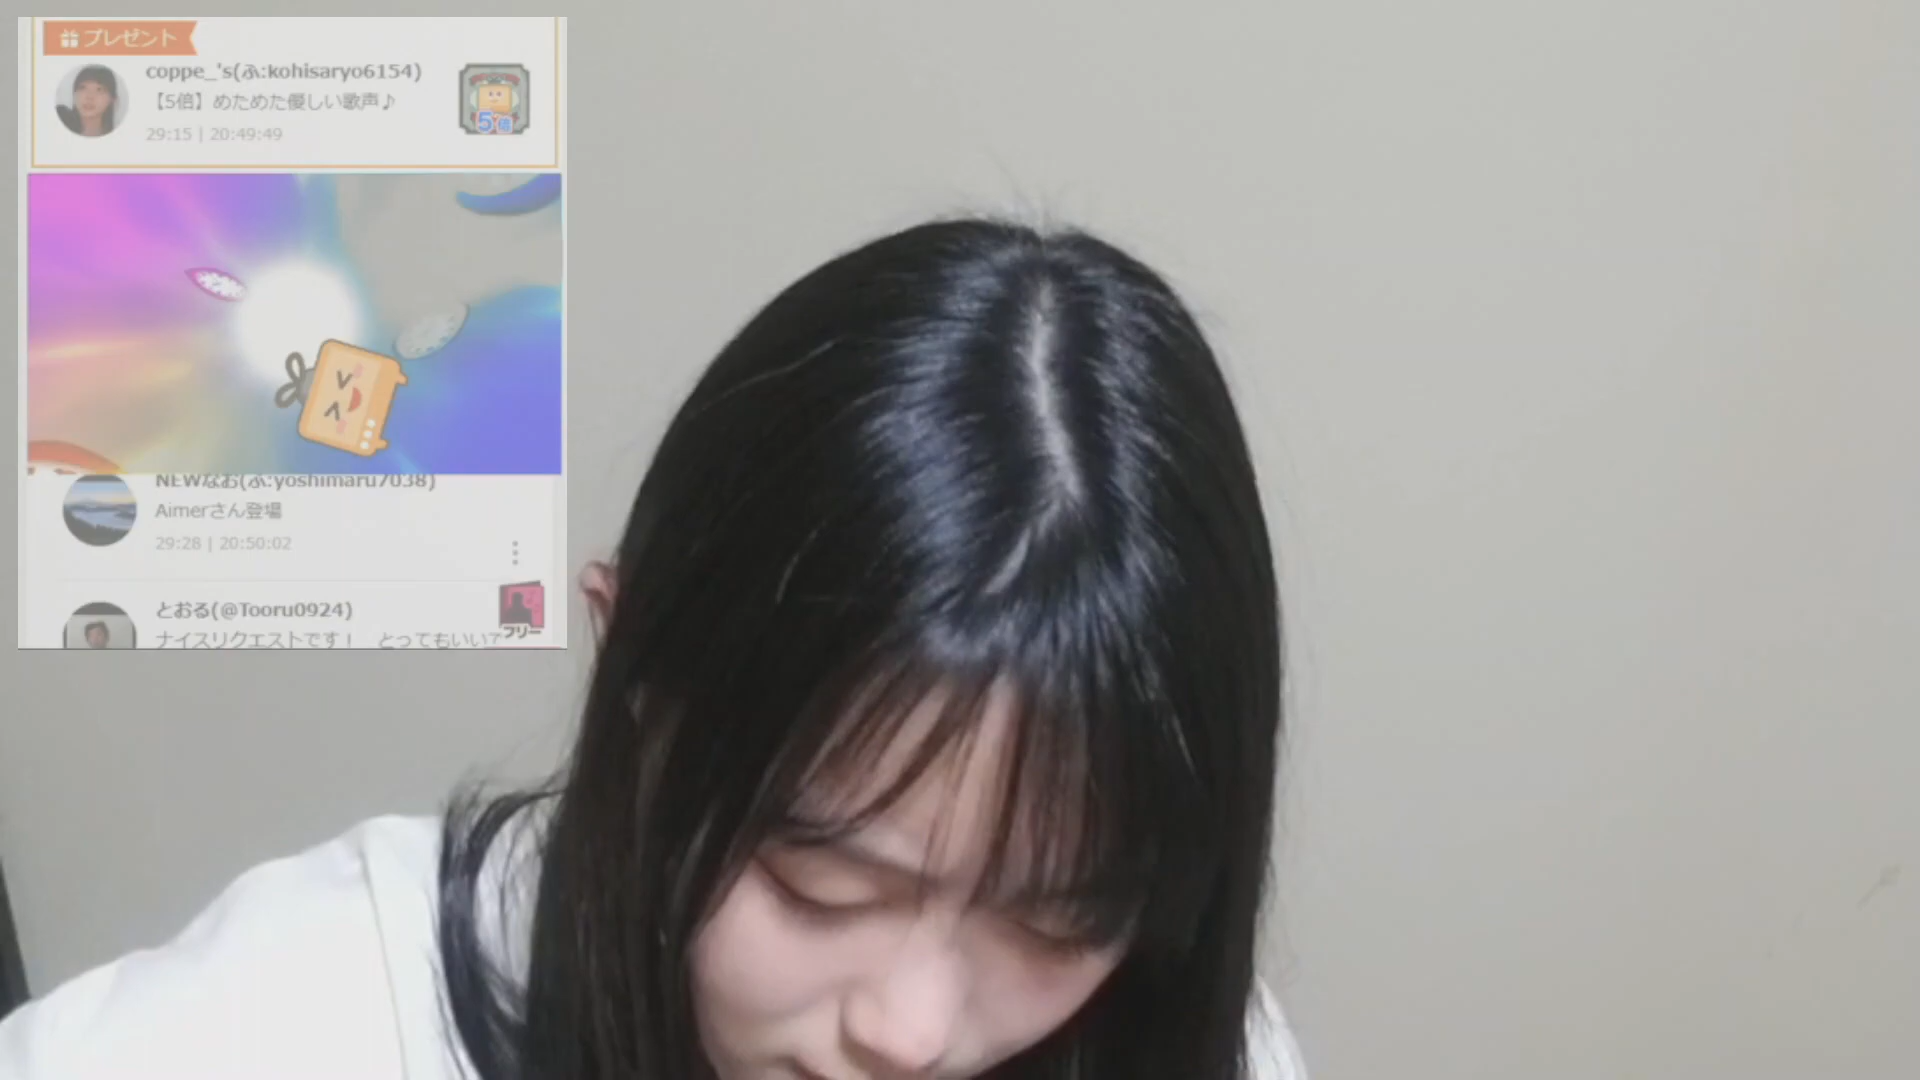 プレゼント
coppe_'s(ふ:kohisaryo6154)
【5倍】めためた優しい歌声♪
5倍
29:15 | 20:49:49
NEWなお(ふ:yoshimaru7038)
Aimerさん登場
29:28 | 20:50:02
とおる(@Tooru0924)
フリー
ナイスリクエストです！　とってもいいで